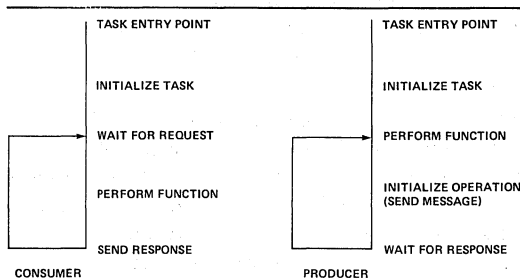 TASK ENTRY POINT
INITIALIZE TASK
WAIT FOR REQUEST
PERFORM FUNCTION
SEND RESPONSE
CONSUMER
TASK ENTRY POINT
INITIALIZE TASK
PERFORM FUNCTION
INITIALIZE OPERATION
(SEND MESSAGE)
WAIT FOR RESPONSE
PRODUCER